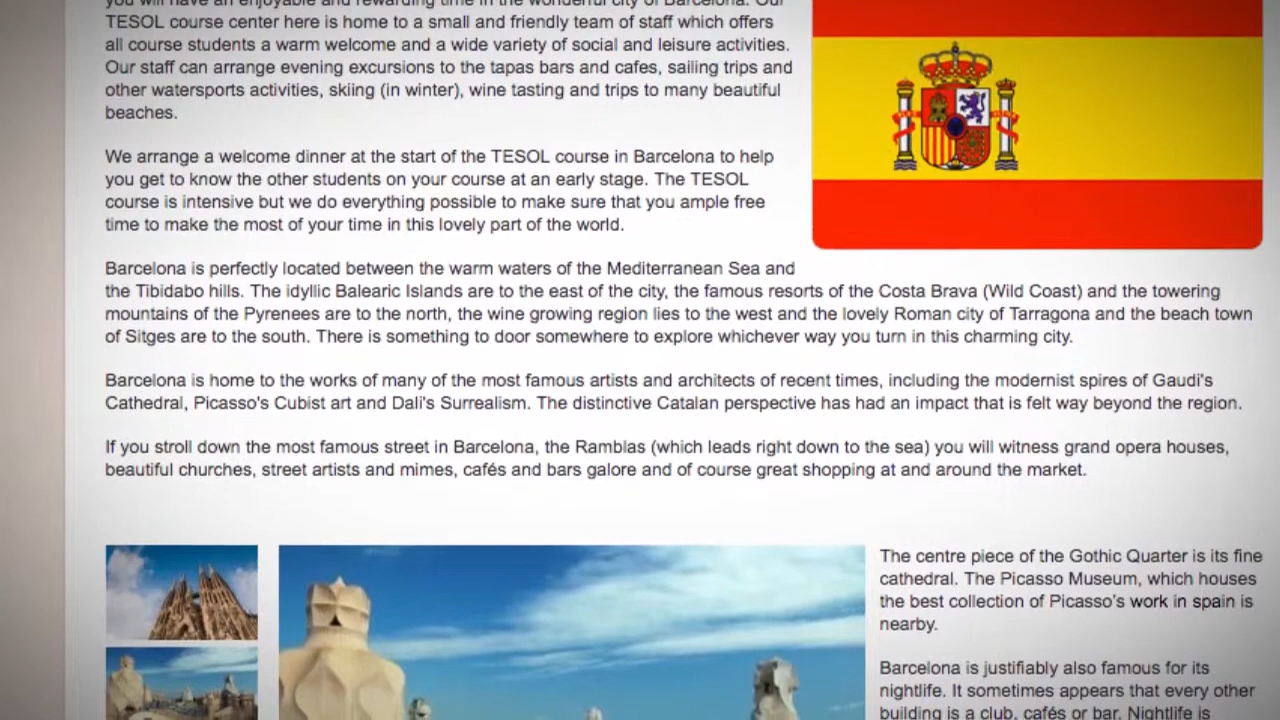 you will have an enjoyable and rewarding time in the wonderful city of Barcelona. Our
TESOL course center here is home to a small and friendly team of staff which offers
all course students a warm welcome and a wide variety of social and leisure activities.
Our staff can arrange evening excursions to the tapas bars and cafes, sailing trips and
other watersports activities, skiing (in winter), wine tasting and trips to many beautiful
beaches.
We arrange a welcome dinner at the start of the TESOL course in Barcelona to help
you get to know the other students on your course at an early stage. The TESOL
course is intensive but we do everything possible to make sure that you ample free
time to make the most of your time in this lovely part of the world.
Barcelona is perfectly located between the warm waters of the Mediterranean Sea and
the Tibidabo hills. The idyllic Balearic Islands are to the east of the city, the famous resorts of the Costa Brava (Wild Coast) and the towering
mountains of the Pyrenees are to the north, the wine growing region lies to the west and the lovely Roman city of Tarragona and the beach town
of Sitges are to the south. There is something to door somewhere to explore whichever way you turn in this charming city.
Barcelona is home to the works of many of the most famous artists and architects of recent times, including the modernist spires of Gaudi's
Cathedral, Picasso's Cubist art and Dali's Surrealism. The distinctive Catalan perspective has had an impact that is felt way beyond the region.
If you stroll down the most famous street in Barcelona, the Ramblas (which leads right down to the sea) you will witness grand opera houses,
beautiful churches, street artists and mimes, cafés and bars galore and of course great shopping at and around the market.
The centre piece of the Gothic Quarter is its fine
cathedral. The Picasso Museum, which houses
the best collection of Picasso's work in spain is
nearby.
Barcelona is justifiably also famous for its
nightlife. It sometimes appears that every other
building is a club, cafés or bar. Nightlife is